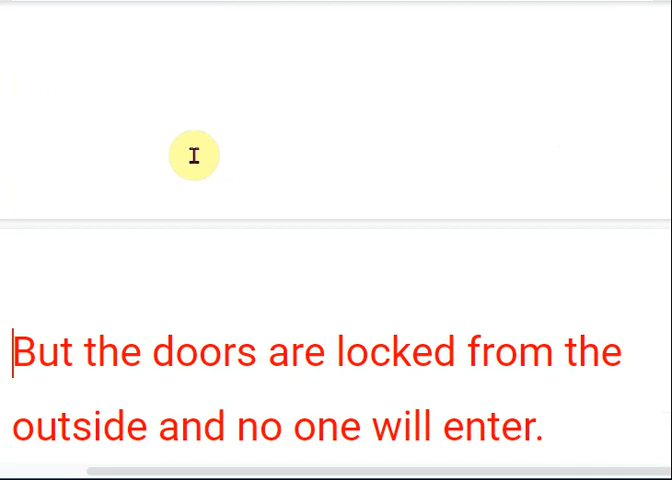 But the doors are locked from the
outside and no one will enter.